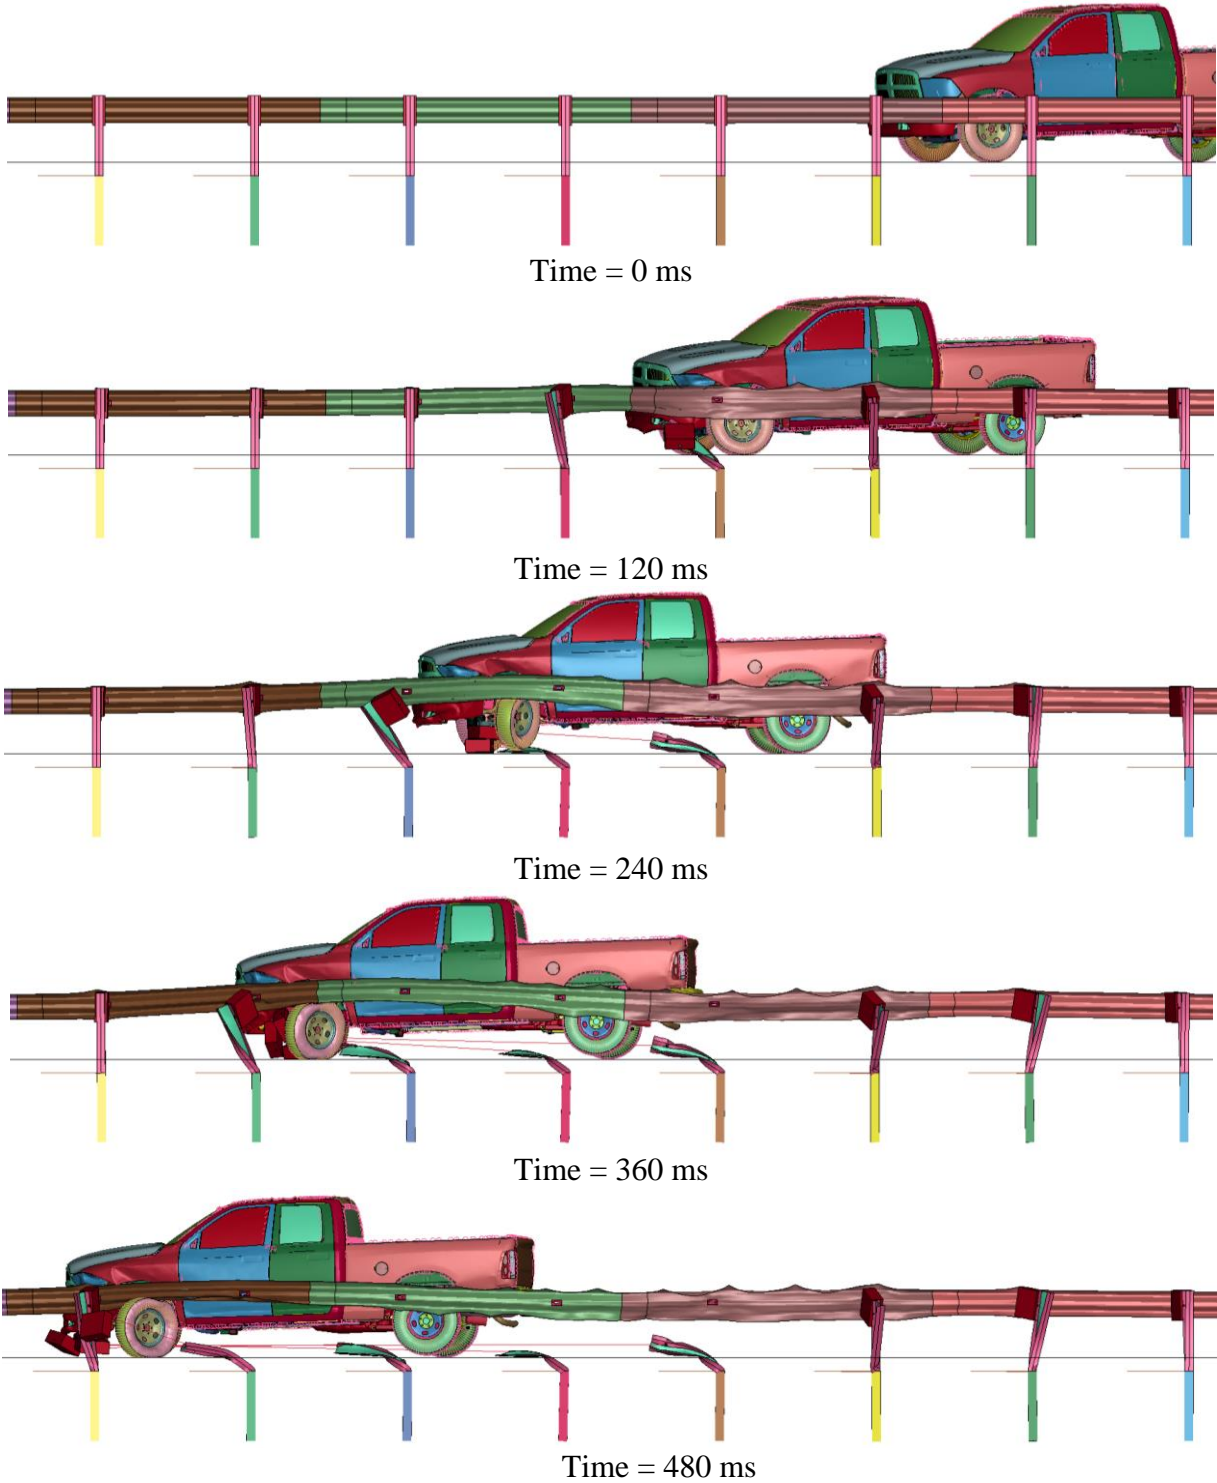 Time = 0 ms
Time = 120 ms
Time = 240 ms
Time = 360 ms
Time = 480 ms